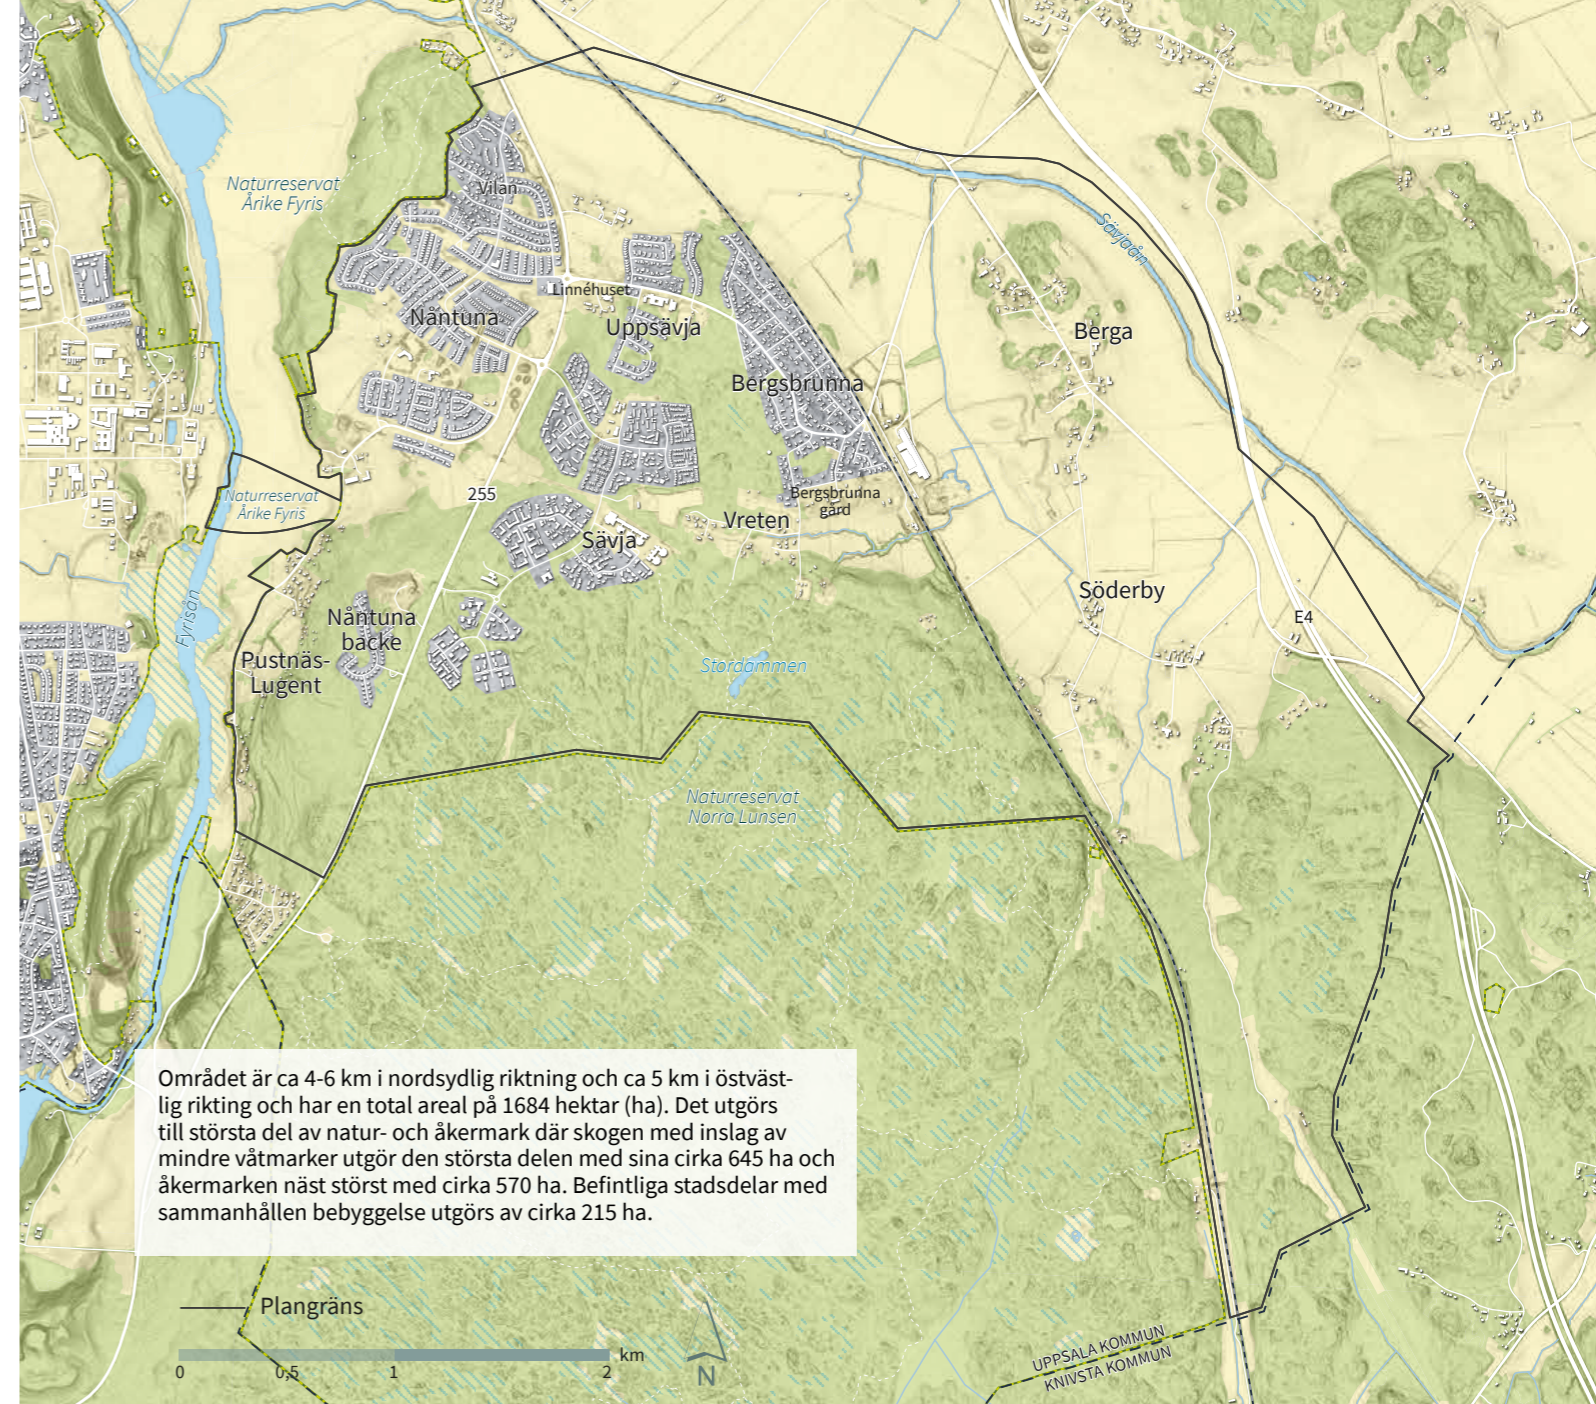 Naturreservat
Årike Fyris
Vilan
Sävjaån
Linnéhuset
Nåntuna
Uppsävja
Berga
Bergsbrunna
255
Naturreservat
Årike Fyris
Bergsbrunna
gård
Vreten
Sävja
Fyrisån
Söderby
E4
Nåntuna
backe
Pustnäs-
Lugent
Stordammen
Naturreservat
Norra Lunsen
Området är ca 4-6 km i nordsydlig riktning och ca 5 km i östväst-
lig rikting och har en total areal på 1684 hektar (ha). Det utgörs
till största del av natur- och åkermark där skogen med inslag av
mindre våtmarker utgör den största delen med sina cirka 645 ha och
åkermarken näst störst med cirka 570 ha. Befintliga stadsdelar med
sammanhållen bebyggelse utgörs av cirka 215 ha.
Plangräns
km
0 0,5 1 2
N
UPPSALA KOMMUN
KNIVSTA KOMMUN